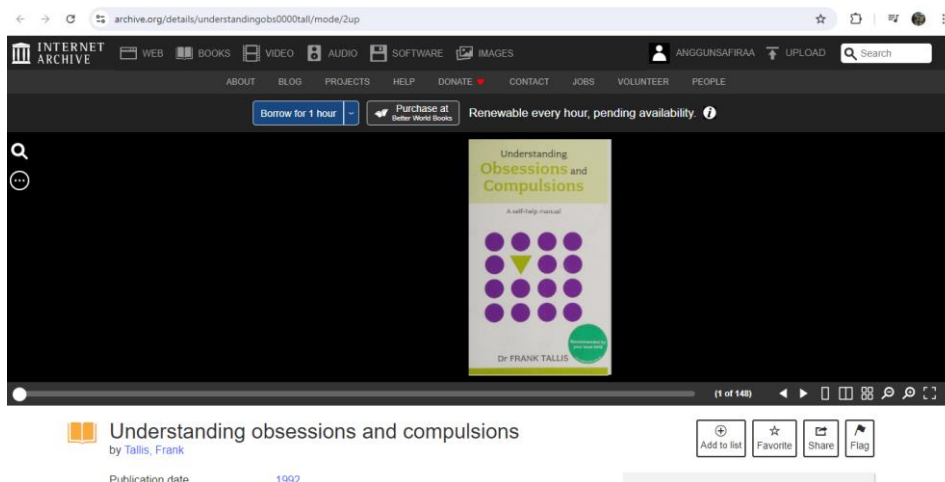 archive.org/details/understandingobs0000tall/mode/2up
INTERNET ARCHIVE
WEB BOOKS VIDEO AUDIO SOFTWARE IMAGES
ANGGUNSAFIRAA UPLOAD Search
ABOUT BLOG PROJECTS HELP DONATE CONTACT JOBS VOLUNTEER PEOPLE
Borrow for 1 hour
Purchase at
Better World Books
Renewable every hour, pending availability.
Understanding
Obsessions and
Compulsions
A self-help manual
Dr FRANK TALLIS
(1 of 148)
Understanding obsessions and compulsions
by Tallis, Frank
Add to list Favorite Share Flag
Publication date 1992